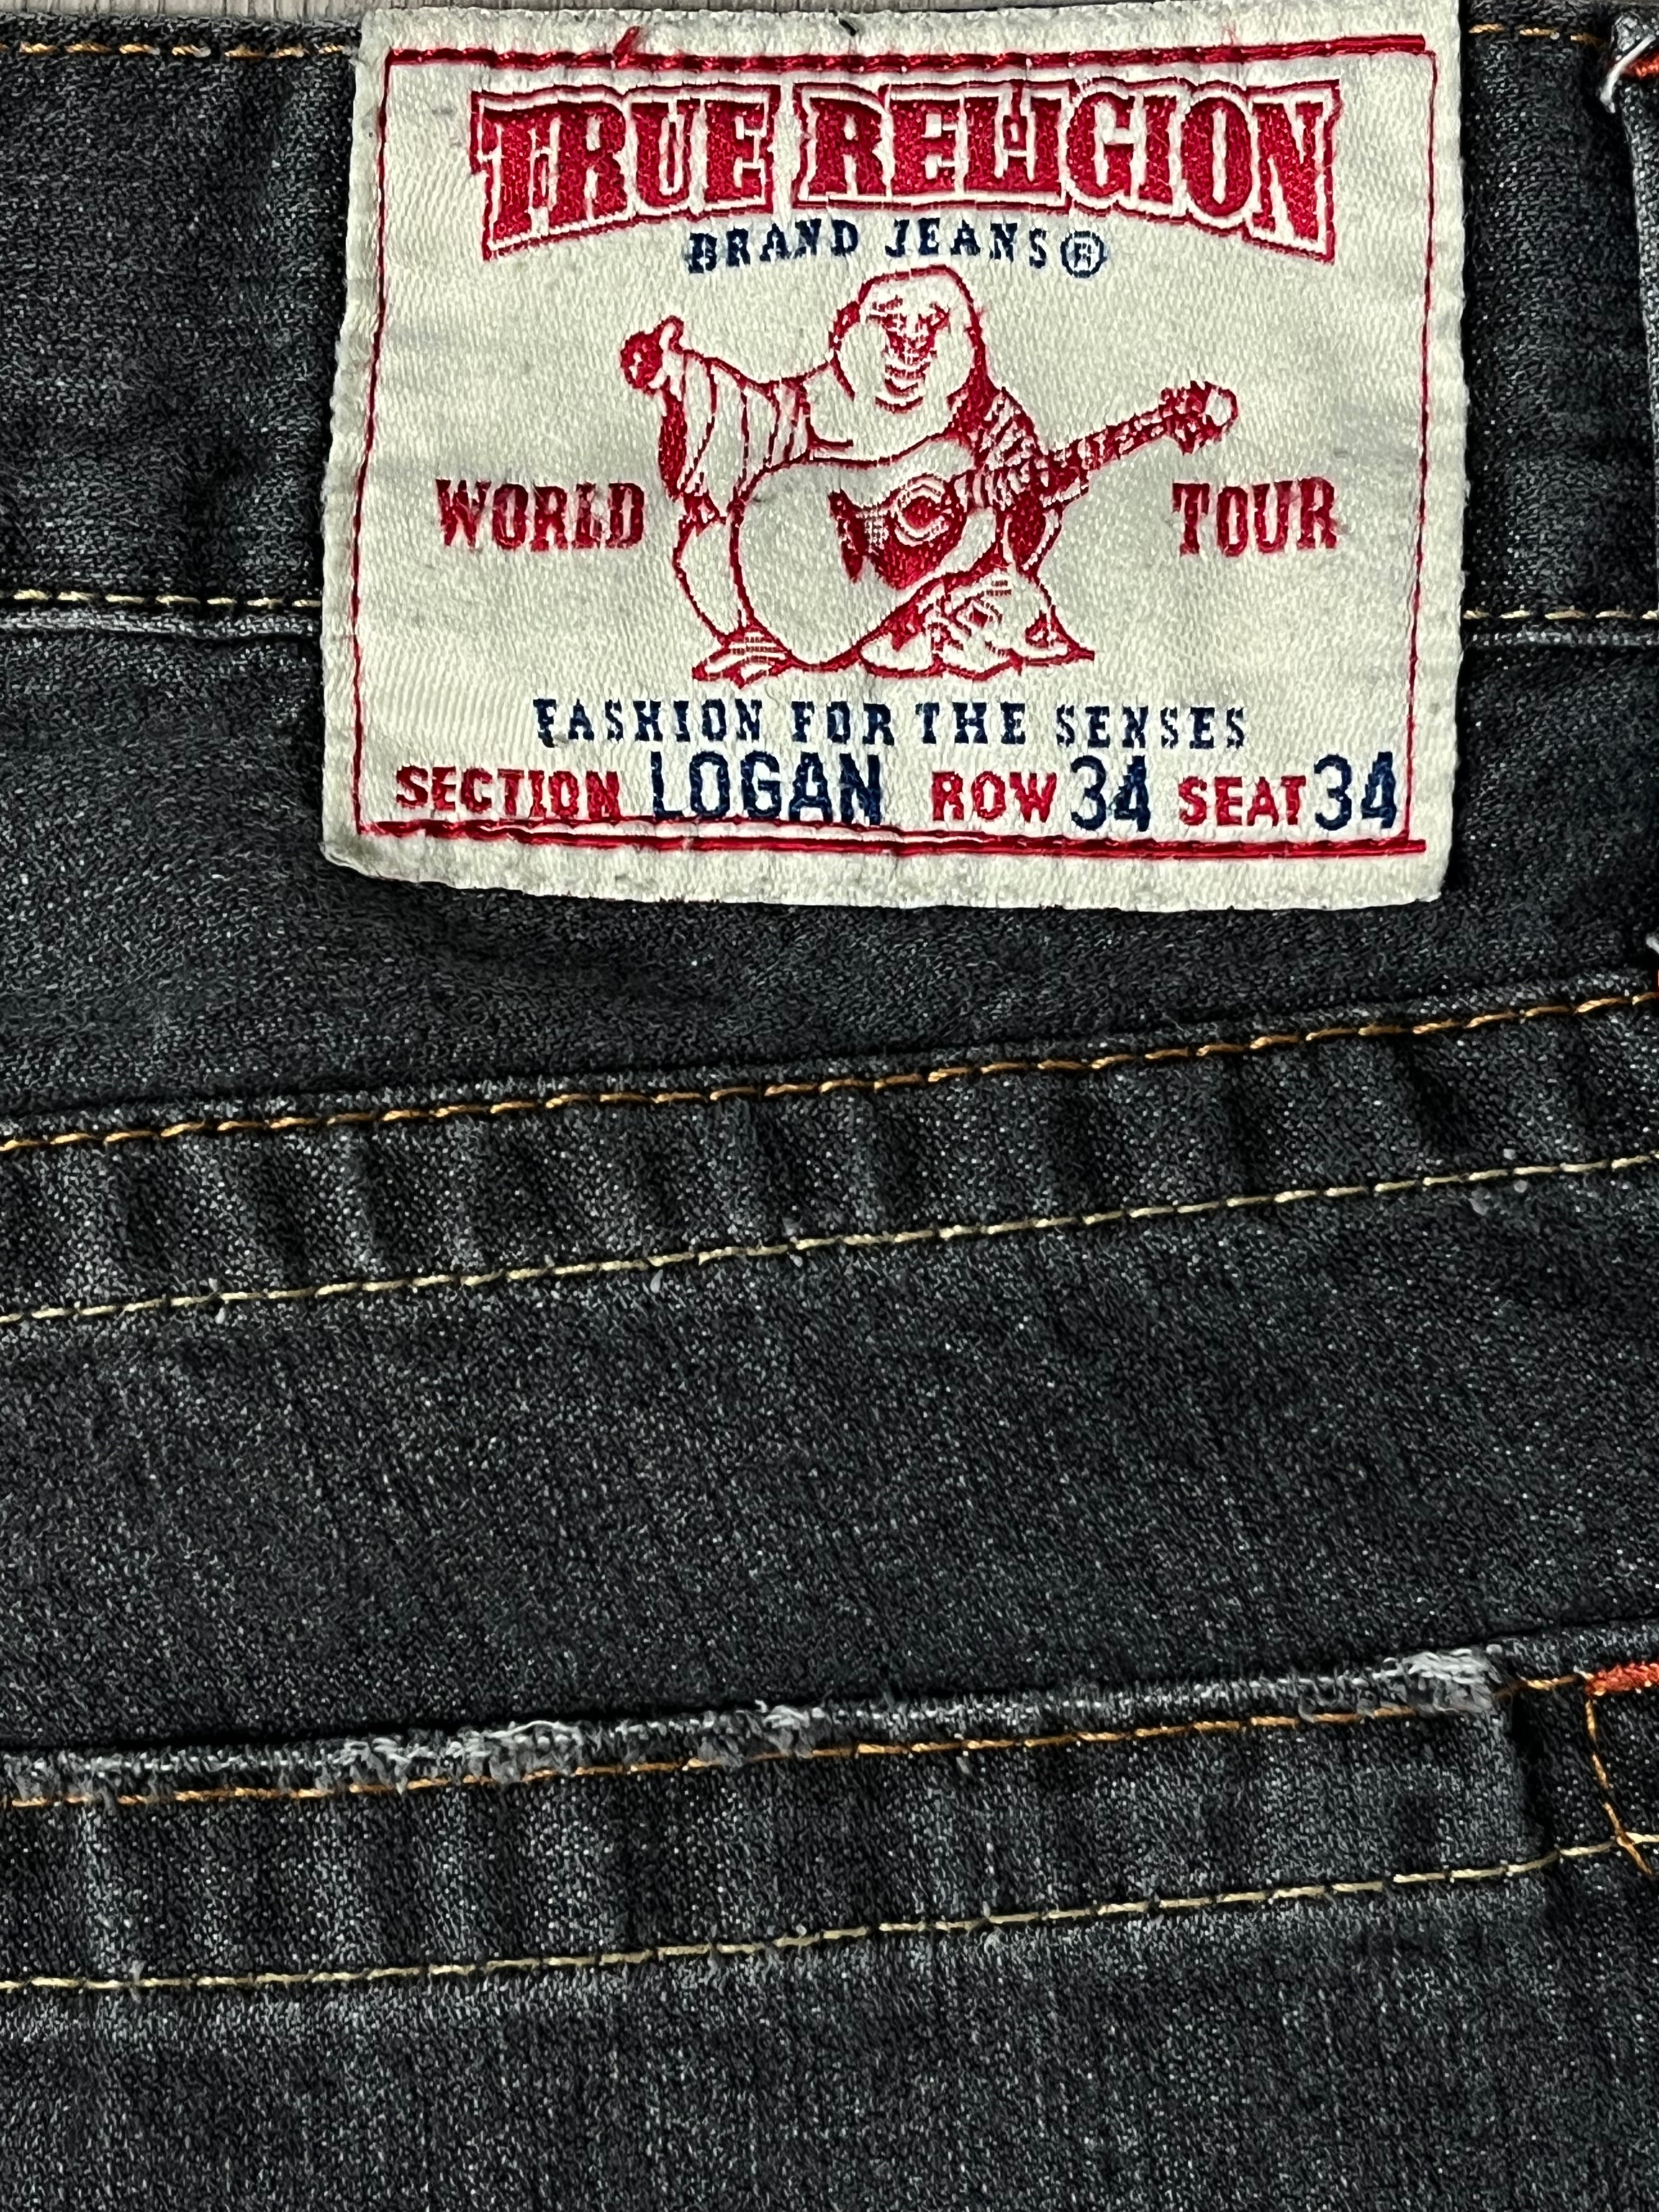 TRUE RELIGION
BRAND JEANS®
WORLD TOUR
FASHION FOR THE SENSES
SECTION LOGAN ROW 34 SEAT 34